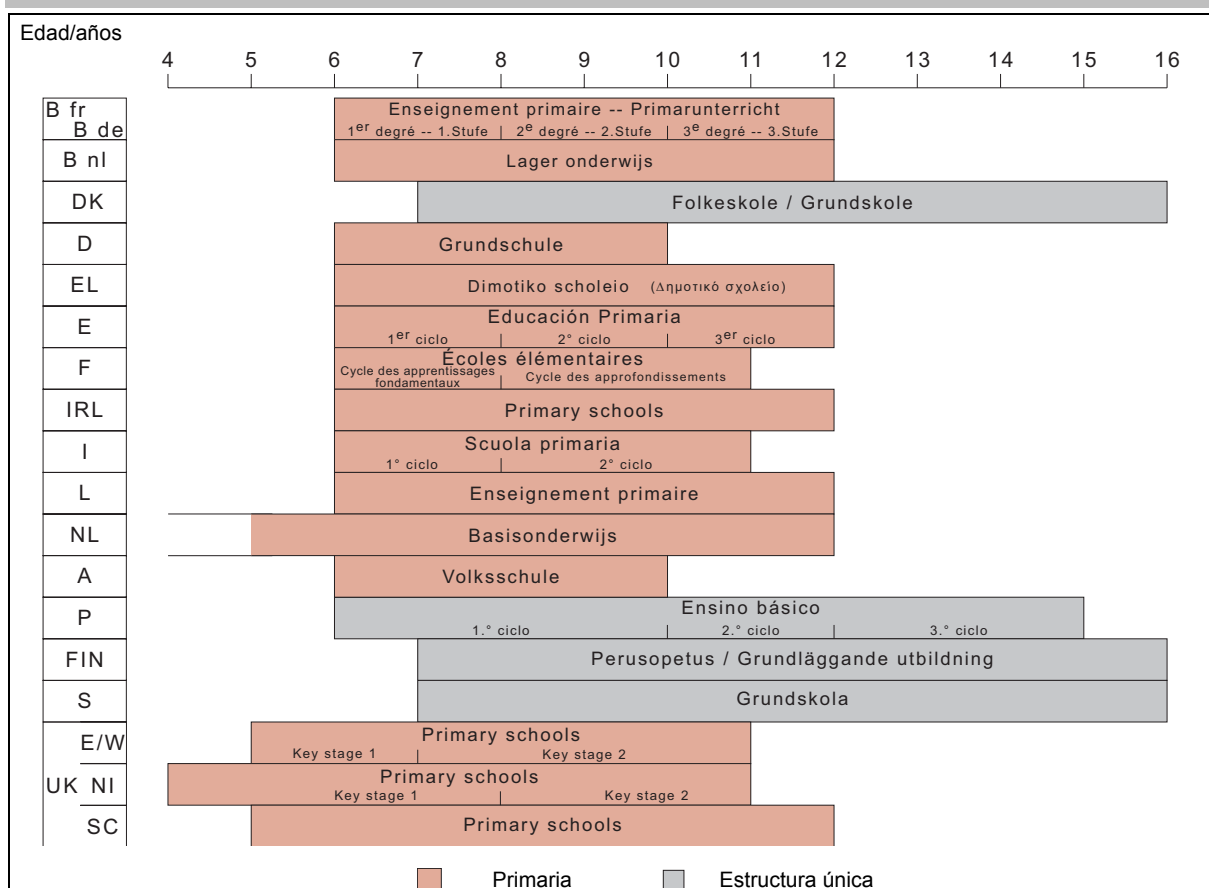 Edad/años
4 5 6 7 8 9 10 11 12 13 14 15 16
B fr
B de
Enseignement primaire -- Primarunterricht
1er degré -- 1.Stufe 2e degré -- 2.Stufe 3e degré -- 3.Stufe
B nl Lager onderwijs
DK Folkeskole / Grundskole
D Grundschule
EL Dimotiko scholeio (Δημοτικό σχολείο)
E Educación Primaria
1er ciclo 2° ciclo 3er ciclo
F Écoles élémentaires
Cycle des apprentissages fondamentaux Cycle des approfondissements
IRL Primary schools
I Scuola primaria
1° ciclo 2° ciclo
L Enseignement primaire
NL Basisonderwijs
A Volksschule
P Ensino básico
1.° ciclo 2.° ciclo 3.° ciclo
FIN Perusopetus / Grundläggande utbildning
S Grundskola
E/W Primary schools
Key stage 1 Key stage 2
UK NI Primary schools
Key stage 1 Key stage 2
SC Primary schools
Primaria Estructura única